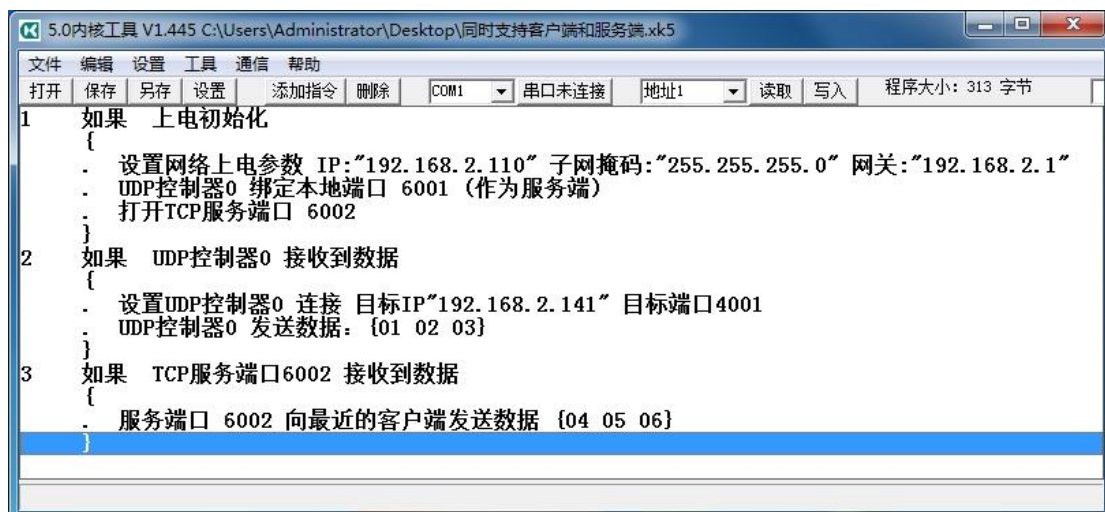 5.0内核工具 V1.445 C:\Users\Administrator\Desktop\同时支持客户端和服务端.xk5
文件 编辑 设置 工具 通信 帮助
打开 保存 另存 设置 添加指令 删除 COM1 串口未连接 地址1 读取 写入 程序大小: 313 字节
1 如果 上电初始化
{
. 设置网络上电参数 IP:"192.168.2.110" 子网掩码:"255.255.255.0" 网关:"192.168.2.1"
. UDP控制器0 绑定本地端口 6001 (作为服务端)
. 打开TCP服务端口 6002
}
2 如果 UDP控制器0 接收到数据
{
. 设置UDP控制器0 连接 目标IP"192.168.2.141" 目标端口4001
. UDP控制器0 发送数据: {01 02 03}
}
3 如果 TCP服务端口6002 接收到数据
{
. 服务端口 6002 向最近的客户端发送数据 {04 05 06}
}